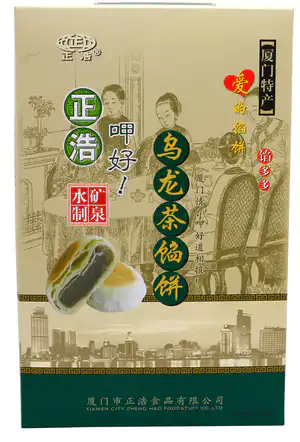 正浩®
厦门特产
爱的馅饼
馅多多
正浩
呷好！
乌龙茶馅饼
矿泉
水制
厦门市正浩食品有限公司
XIAMEN CITY ZHENG HAO FOODSTUFF CO.,LTD